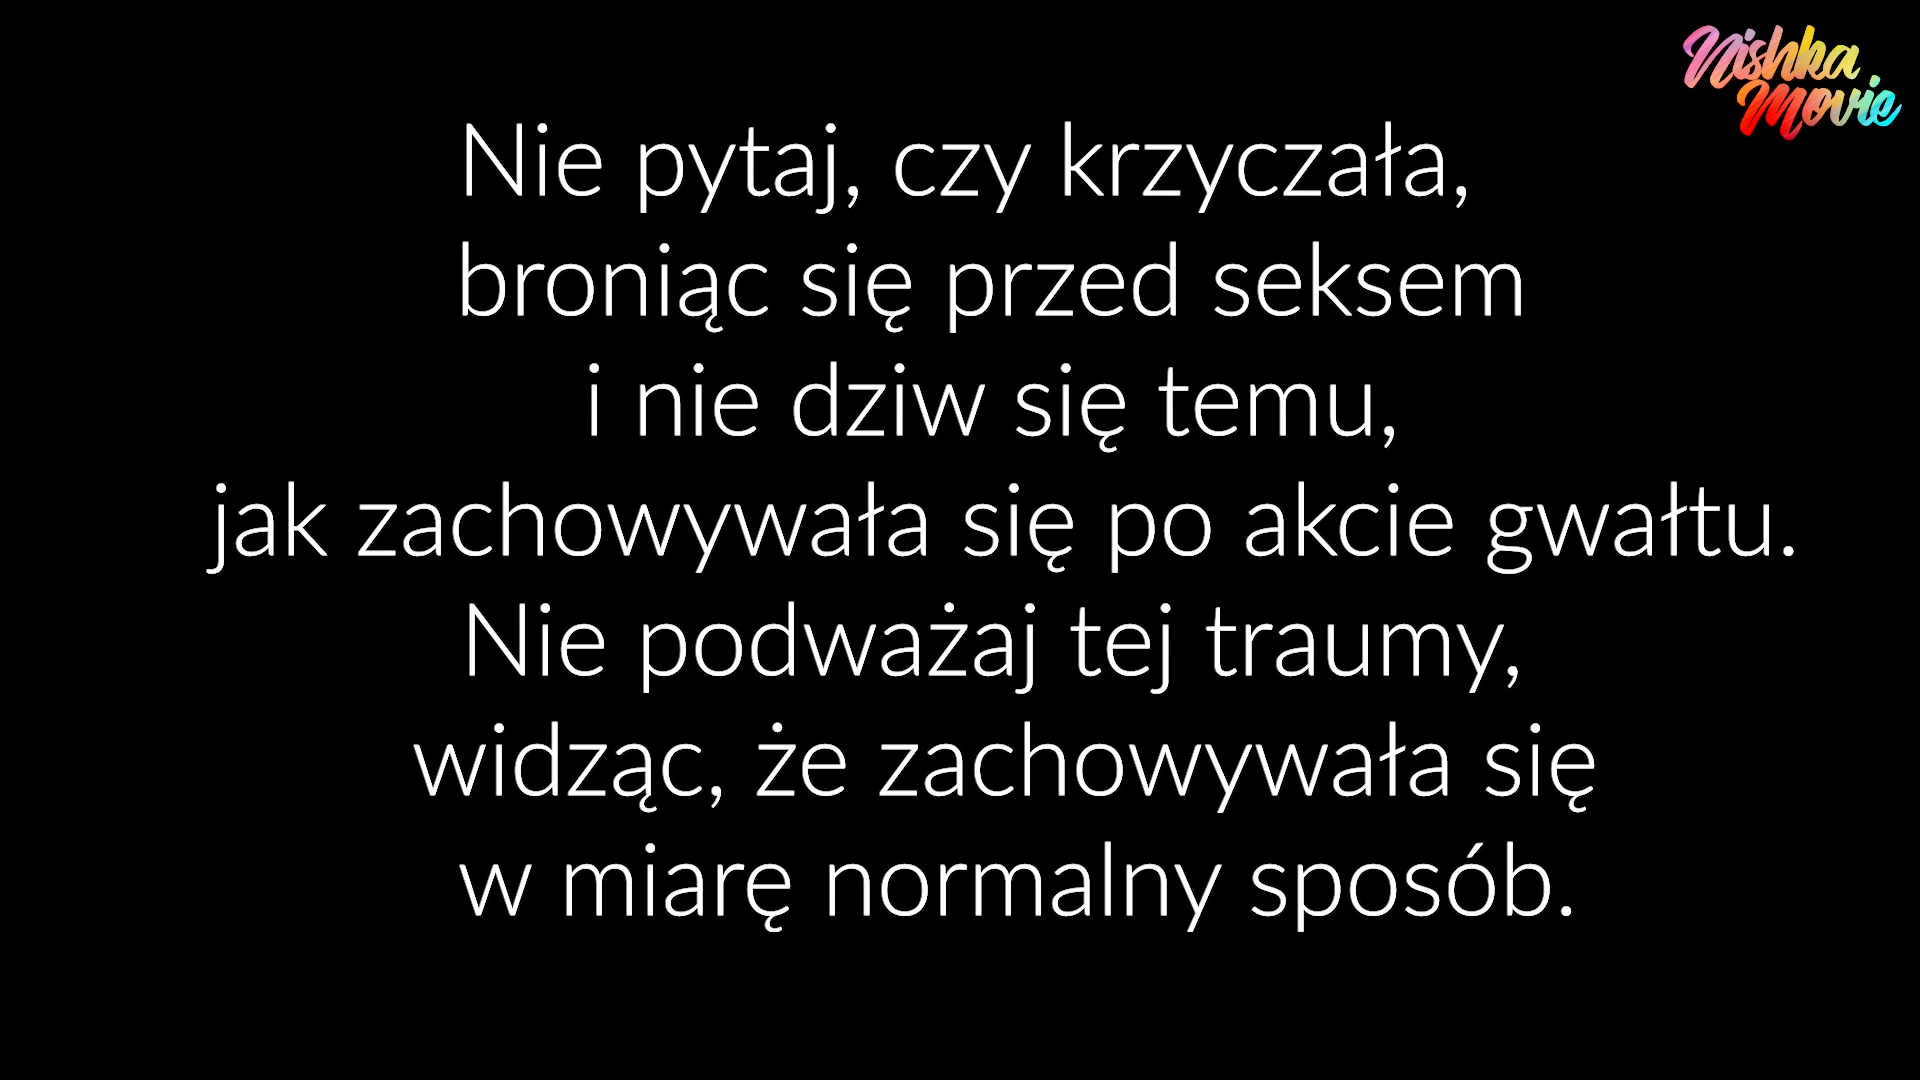 Nishka
Movie
Nie pytaj, czy krzyczała,
broniąc się przed seksem
i nie dziw się temu,
jak zachowywała się po akcie gwałtu.
Nie podważaj tej traumy,
widząc, że zachowywała się
w miarę normalny sposób.